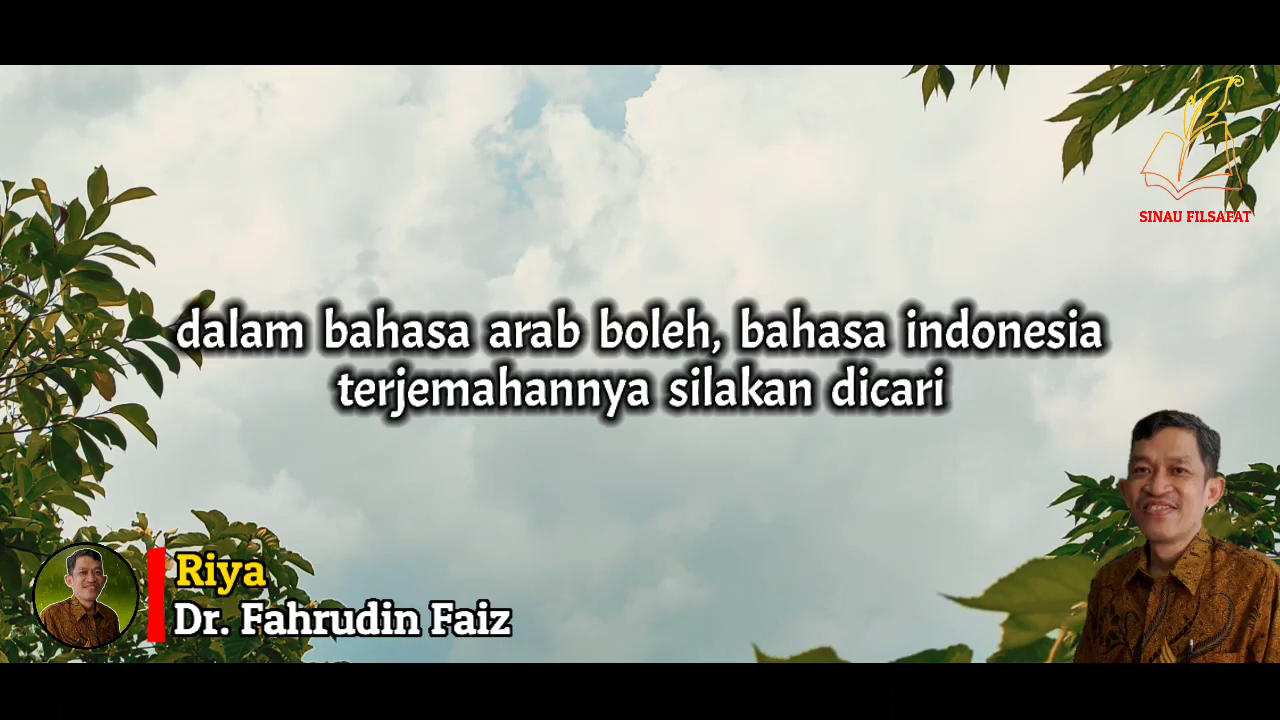 SINAU FILSAFAT
dalam bahasa arab boleh, bahasa indonesia
terjemahannya silakan dicari
Riya
Dr. Fahrudin Faiz